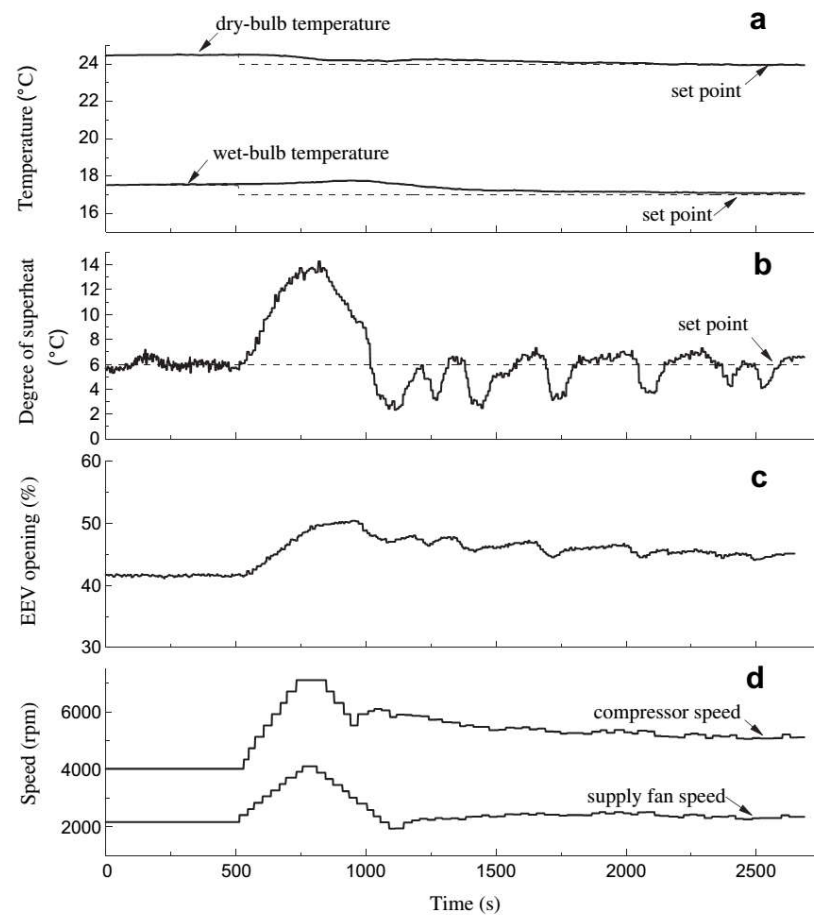 a
dry-bulb temperature
24
22
20
18
16
Temperature (°C)
set point
wet-bulb temperature
set point
b
14
12
10
8
6
4
2
0
Degree of superheat
(°C)
set point
c
60
50
40
30
EEV opening (%)
d
6000
4000
2000
Speed (rpm)
compressor speed
supply fan speed
0 500 1000 1500 2000 2500
Time (s)